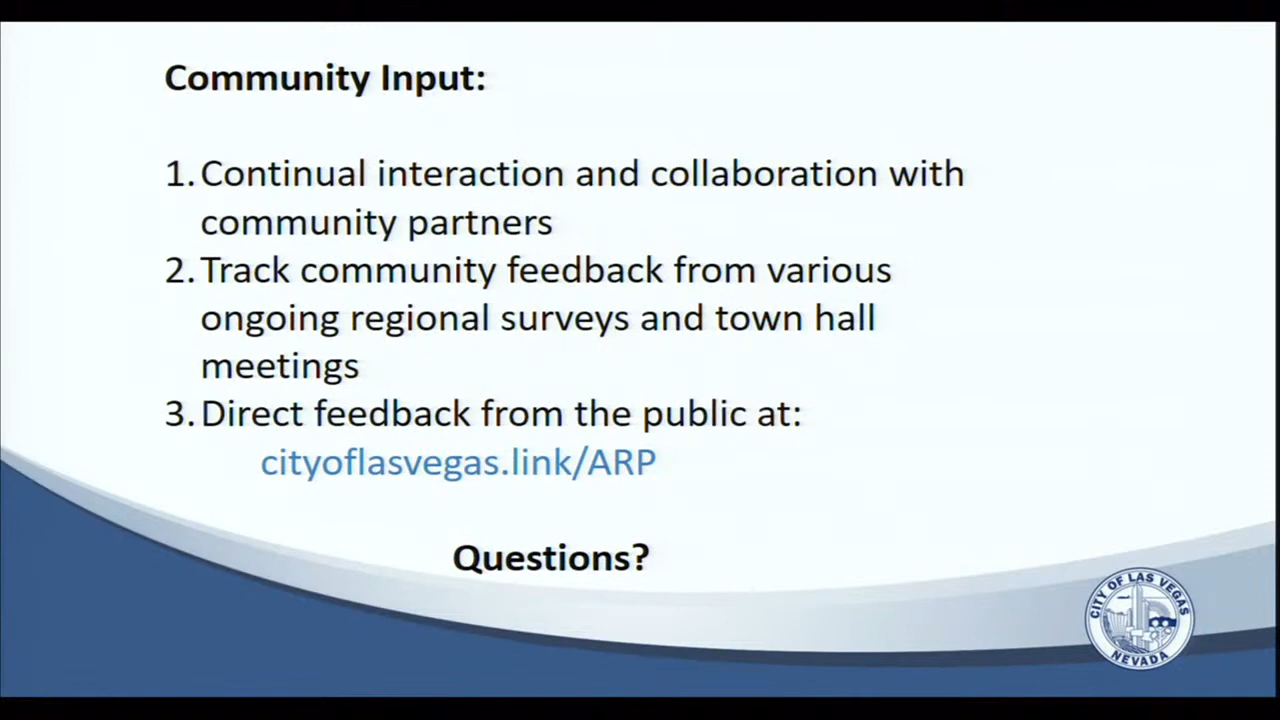 Community Input:
1. Continual interaction and collaboration with
community partners
2. Track community feedback from various
ongoing regional surveys and town hall
meetings
3. Direct feedback from the public at:
cityoflasvegas.link/ARP
Questions?
CITY OF LAS VEGAS
NEVADA